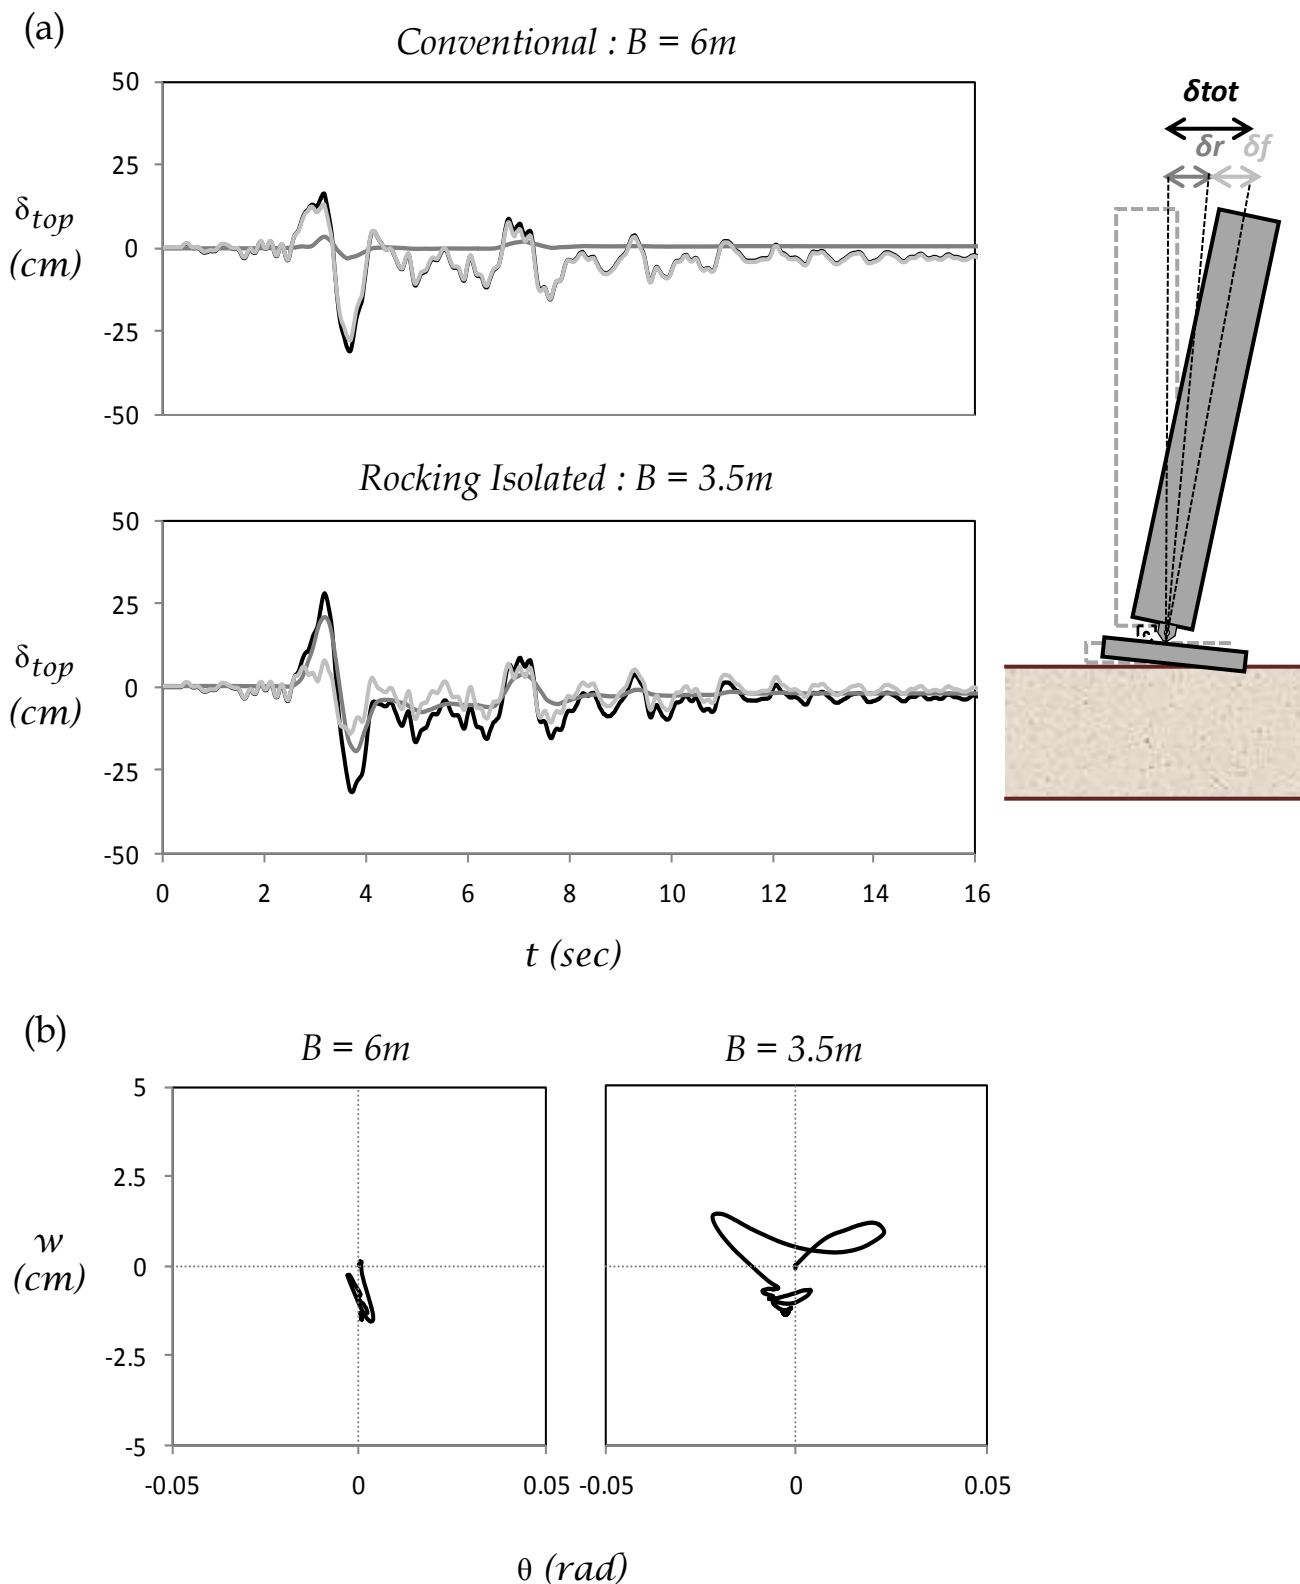 (a)
Conventional : B = 6m
50
25
0
-25
-50
δtop
(cm)
δtot
δr δf
Rocking Isolated : B = 3.5m
50
25
0
-25
-50
δtop
(cm)
0 2 4 6 8 10 12 14 16
t (sec)
(b)
B = 6m
B = 3.5m
5
2.5
0
-2.5
-5
w
(cm)
-0.05 0 0.05 -0.05 0 0.05
θ (rad)